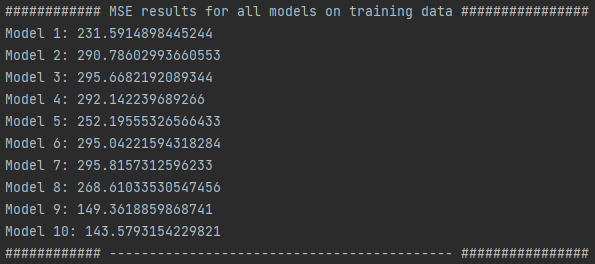 ############ MSE results for all models on training data ################
Model 1: 231.5914898445244
Model 2: 290.78602993660553
Model 3: 295.6682192089344
Model 4: 292.142239689266
Model 5: 252.19555326566433
Model 6: 295.04221594318284
Model 7: 295.8157312596233
Model 8: 268.61033530547456
Model 9: 149.3618859868741
Model 10: 143.5793154229821
############ ------------------------------------------- ################